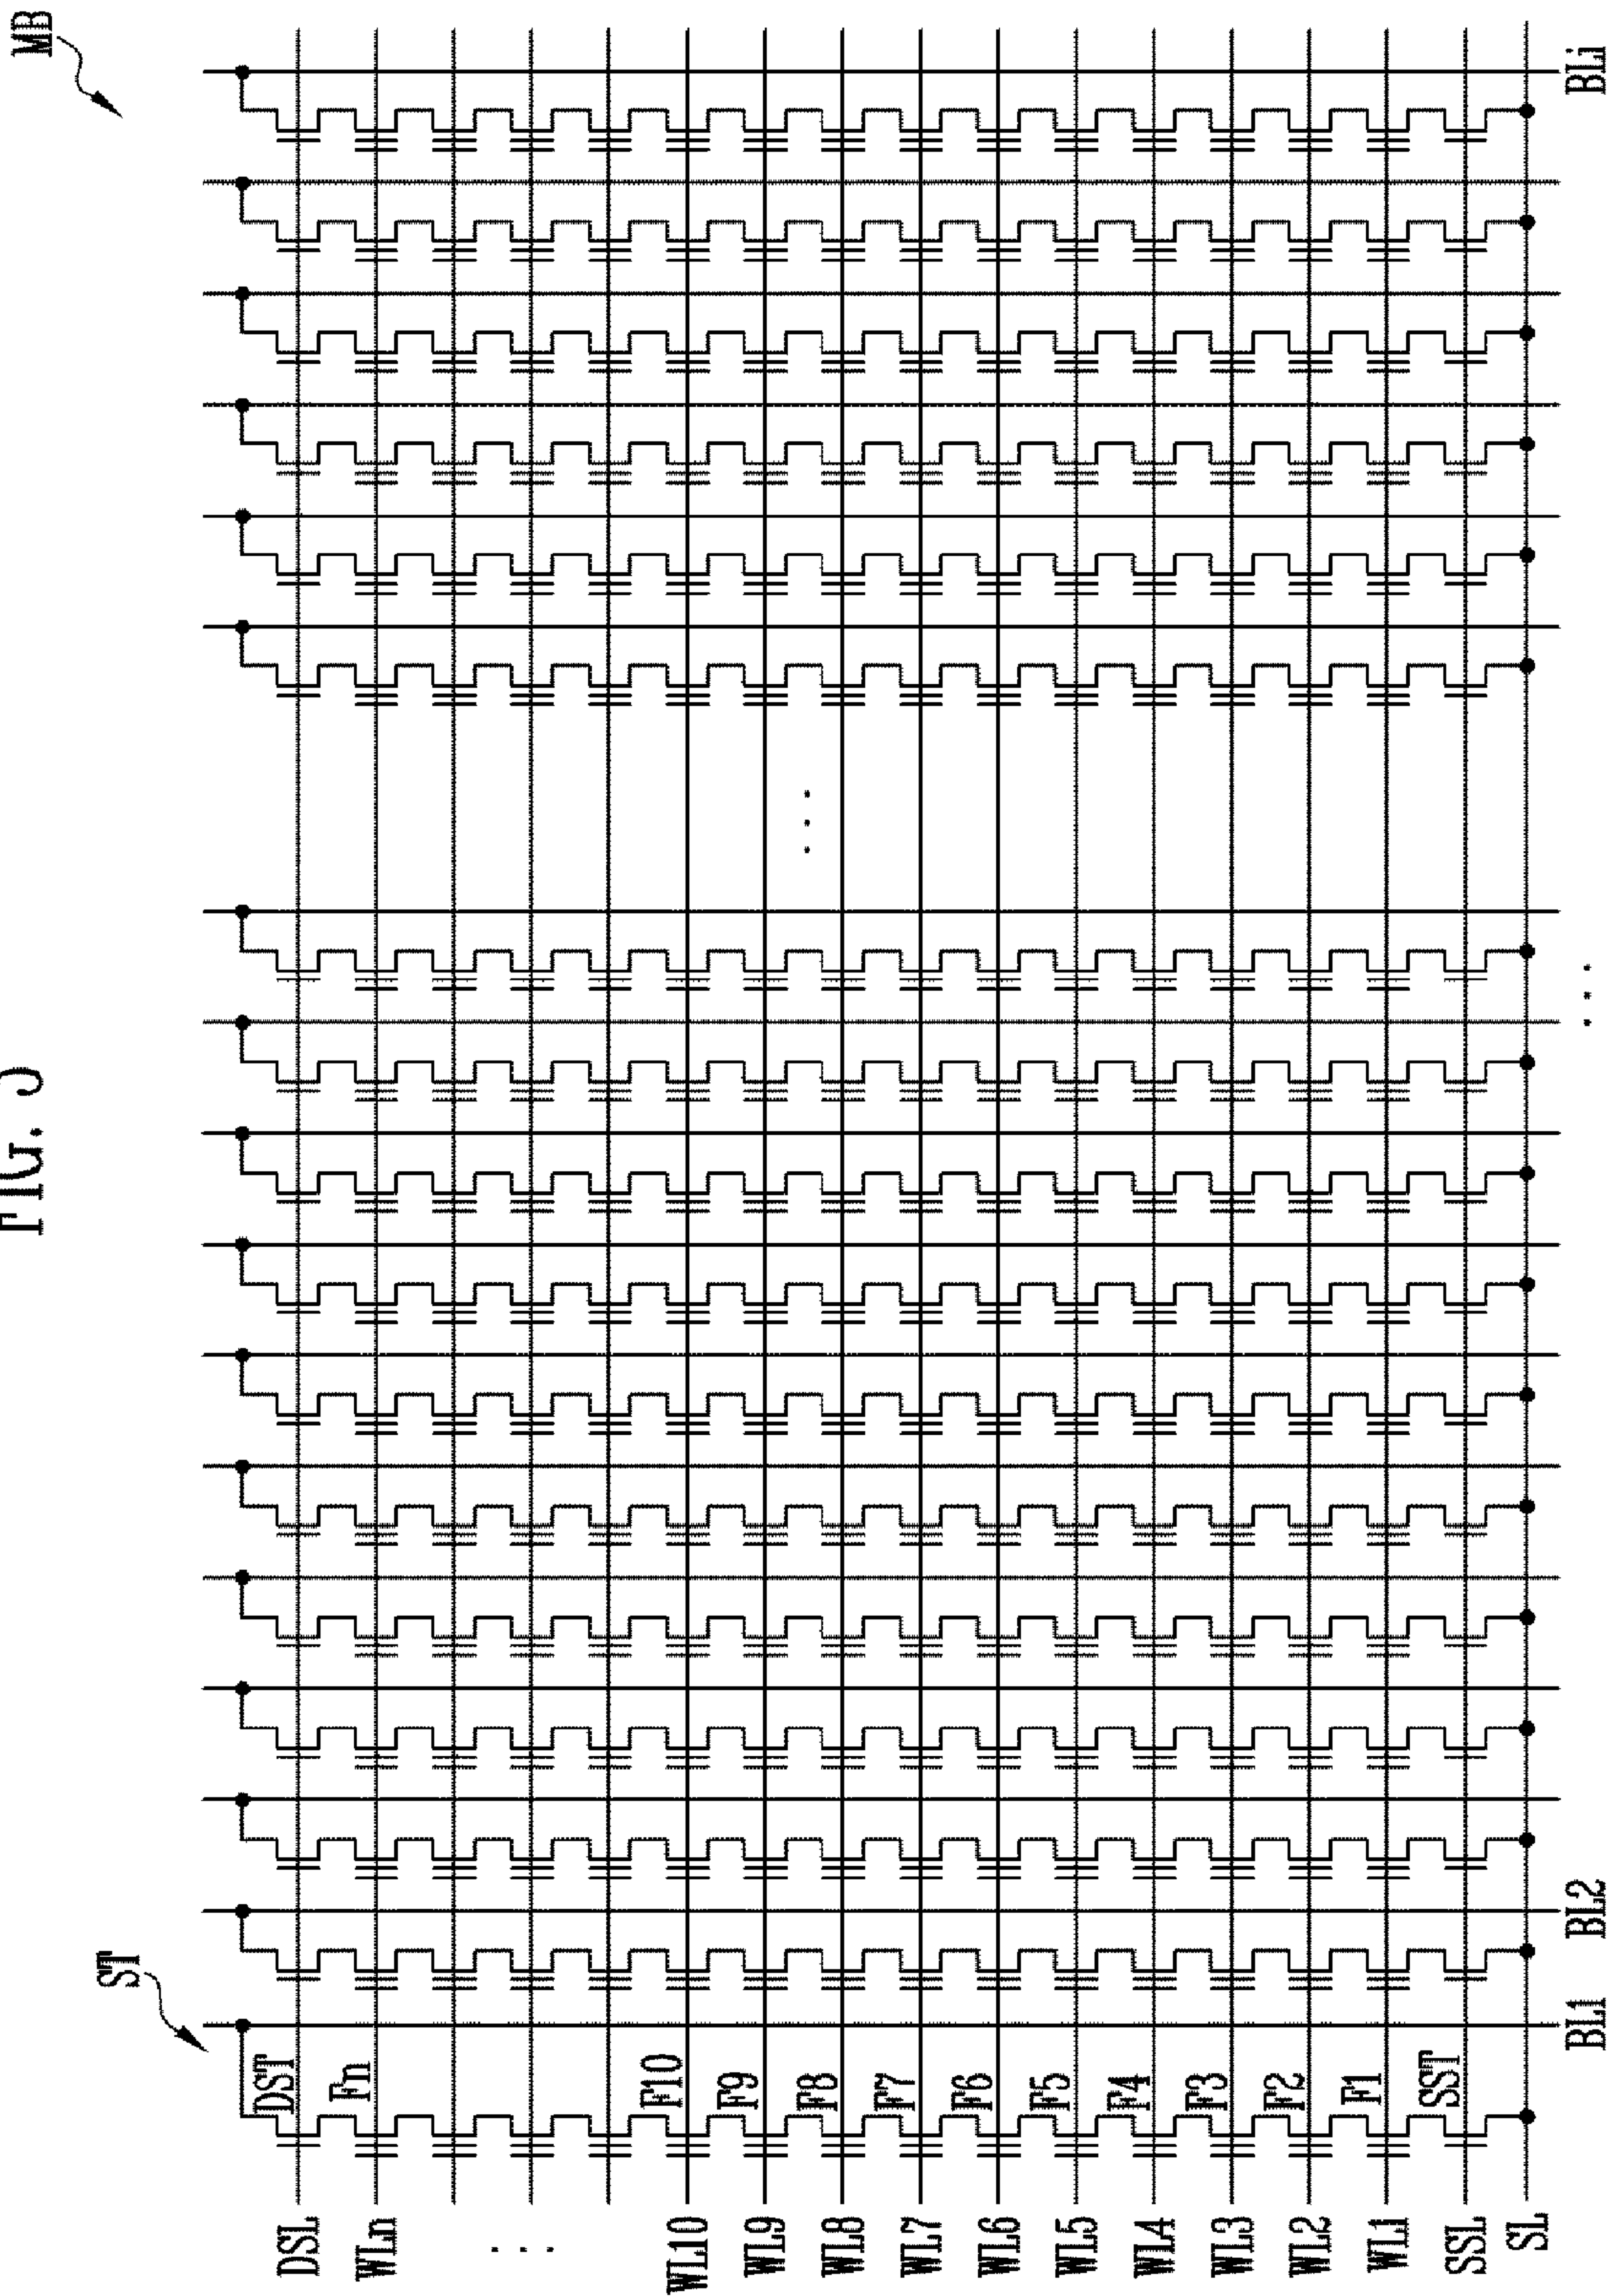 FIG. 3
MB
ST
DSL
DST
WLn
Fn
...
WL10
F10
WL9
F9
WL8
F8
...
WL7
F7
WL6
F6
WL5
F5
WL4
F4
WL3
F3
WL2
F2
WL1
F1
SSL
SST
SL
BL1
BL2
...
BLi